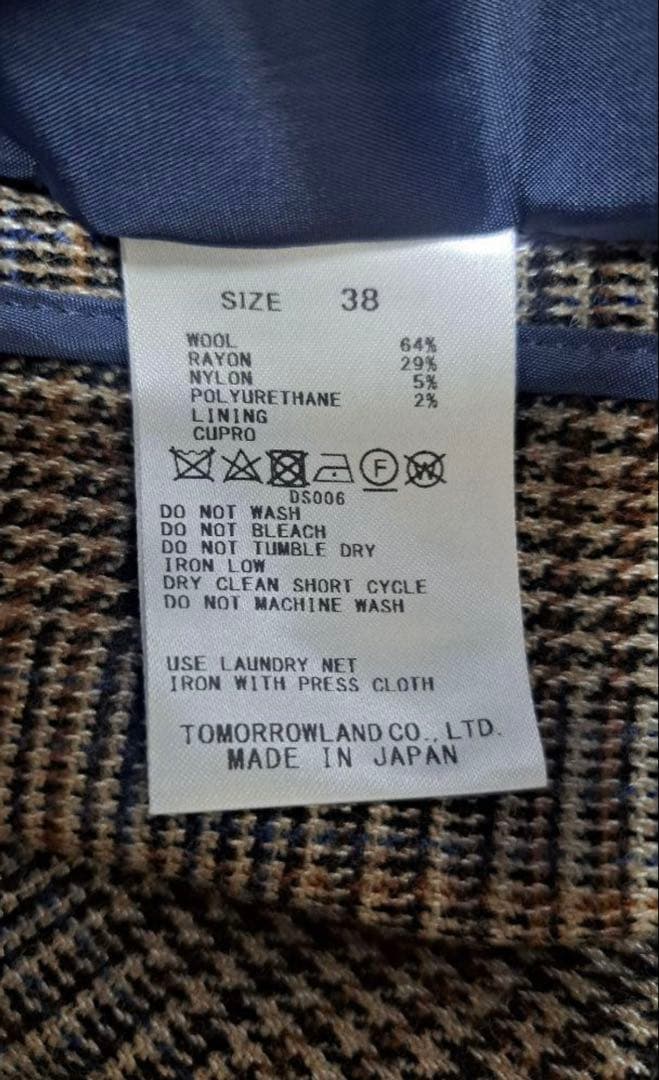 SIZE 38
WOOL 64%
RAYON 29%
NYLON 5%
POLYURETHANE 2%
LINING
CUPRO
F W
DS006
DO NOT WASH
DO NOT BLEACH
DO NOT TUMBLE DRY
IRON LOW
DRY CLEAN SHORT CYCLE
DO NOT MACHINE WASH
USE LAUNDRY NET
IRON WITH PRESS CLOTH
TOMORROWLAND CO., LTD.
MADE IN JAPAN